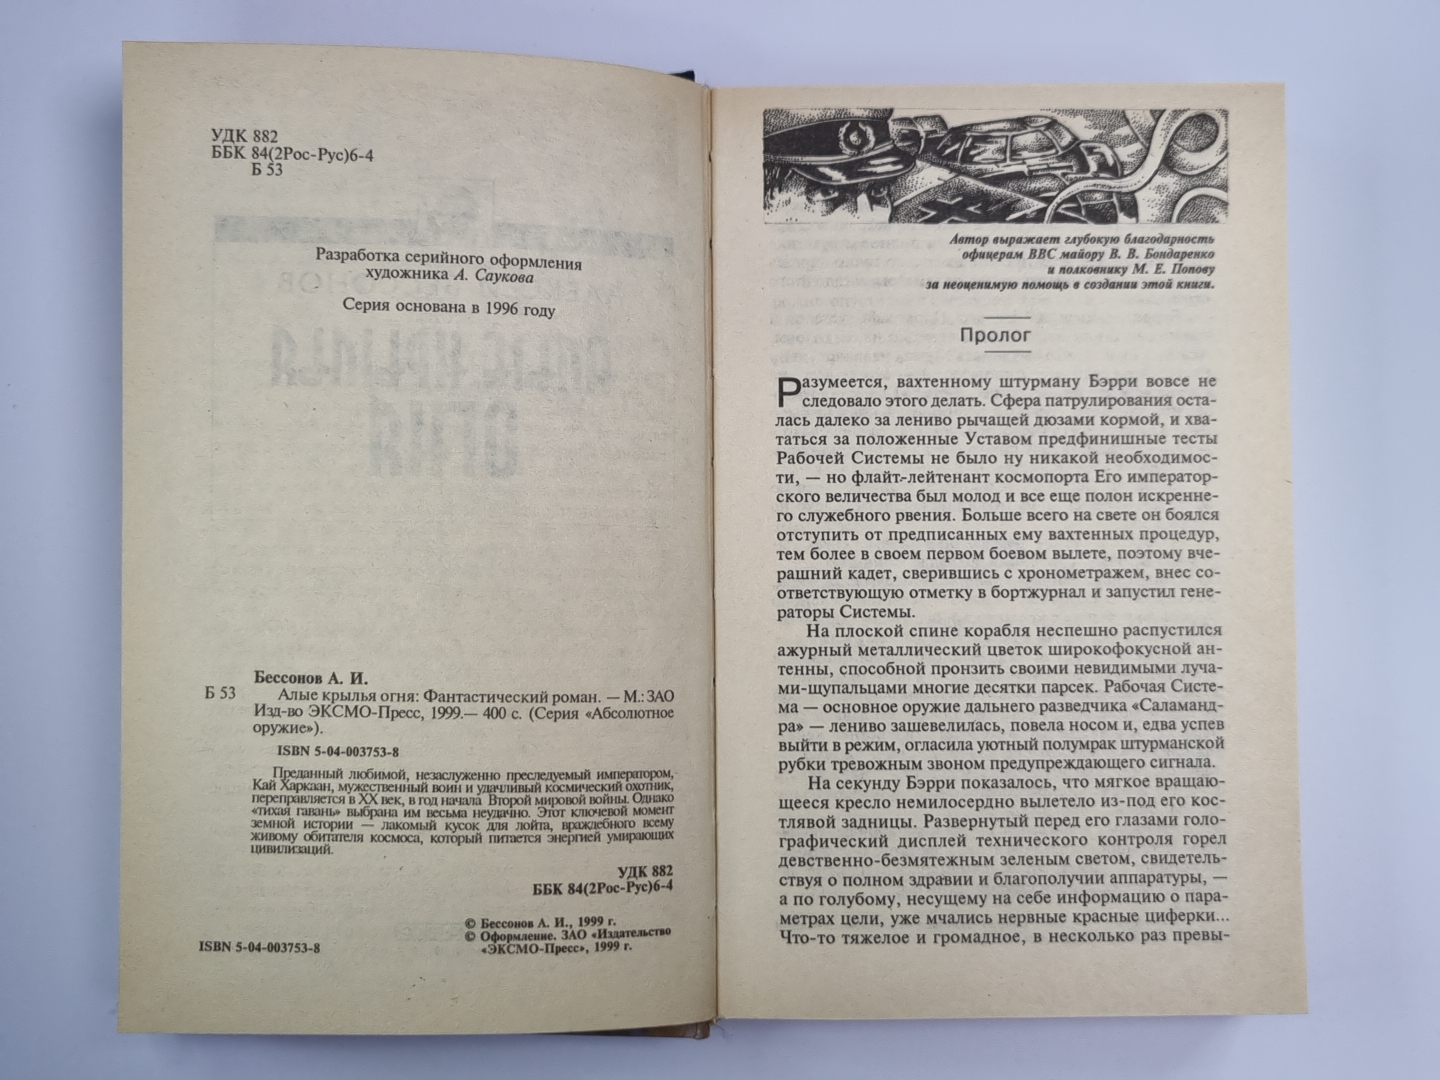 УДК 882
ББК 84(2Рос-Рус)6-4
Б 53
Разработка серийного оформления
художника А. Саукова
Серия основана в 1996 году
Бессонов А. И.
Б 53 Алые крылья огня: Фантастический роман. — М.: ЗАО
Изд-во ЭКСМО-Пресс, 1999.— 400 с. (Серия «Абсолютное
оружие»).
ISBN 5-04-003753-8
Преданный любимой, незаслуженно преследуемый императором,
Кай Харкаан, мужественный воин и удачливый космический охотник,
переправляется в XX век, в год начала Второй мировой войны. Однако
«тихая гавань» выбрана им весьма неудачно. Этот ключевой момент
земной истории — лакомый кусок для лойта, враждебного всему
живому обитателя космоса, который питается энергией умирающих
цивилизаций.
УДК 882
ББК 84(2Рос-Рус)6-4
© Бессонов А. И., 1999 г.
© Оформление. ЗАО «Издательство
«ЭКСМО-Пресс», 1999 г.
ISBN 5-04-003753-8
Автор выражает глубокую благодарность
офицерам ВВС майору В. В. Бондаренко
и полковнику М. Е. Попову
за неоценимую помощь в создании этой книги.
Пролог
Разумеется, вахтенному штурману Бэрри вовсе не
следовало этого делать. Сфера патрулирования оста-
лась далеко за лениво рычащей дюзами кормой, и хва-
таться за положенные Уставом предфинишные тесты
Рабочей Системы не было ну никакой необходимос-
ти, — но флайт-лейтенант космопорта Его император-
ского величества был молод и все еще полон искренне-
го служебного рвения. Больше всего на свете он боялся
отступить от предписанных ему вахтенных процедур,
тем более в своем первом боевом вылете, поэтому вче-
рашний кадет, сверившись с хронометражем, внес со-
ответствующую отметку в бортжурнал и запустил гене-
раторы Системы.
На плоской спине корабля неспешно распустился
ажурный металлический цветок широкофокусной ан-
тенны, способной пронзить своими невидимыми луча-
ми-щупальцами многие десятки парсек. Рабочая Систе-
ма — основное оружие дальнего разведчика «Саламанд-
ра» — лениво зашевелилась, повела носом и, едва успев
выйти в режим, огласила уютный полумрак штурманской
рубки тревожным звоном предупреждающего сигнала.
На секунду Бэрри показалось, что мягкое вращаю-
щееся кресло немилосердно вылетело из-под его кос-
тлявой задницы. Развернутый перед его глазами голо-
графический дисплей технического контроля горел
девственно-безмятежным зеленым светом, свидетель-
ствуя о полном здравии и благополучии аппаратуры, —
а по голубому, несущему на себе информацию о пара-
метрах цели, уже мчались нервные красные циферки...
Что-то тяжелое и громадное, в несколько раз превы-